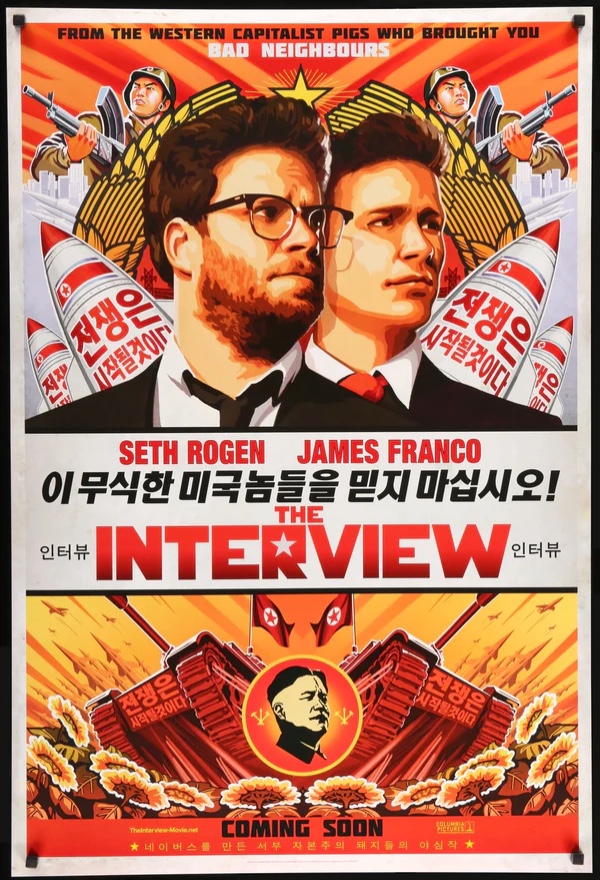 FROM THE WESTERN CAPITALIST PIGS WHO BROUGHT YOU
BAD NEIGHBOURS
전쟁은
시작될것이다
전쟁은
시작될것이다
SETH ROGEN JAMES FRANCO
이 무식한 미국놈들을 믿지 마십시오!
THE
인터뷰 INTERVIEW 인터뷰
전쟁은
시작될것이다
전쟁은
시작될것이다
TheInterview-Movie.net COMING SOON COLUMBIA PICTURES
★ 네이버스를 만든 서부 자본주의 돼지들의 야심작 ★